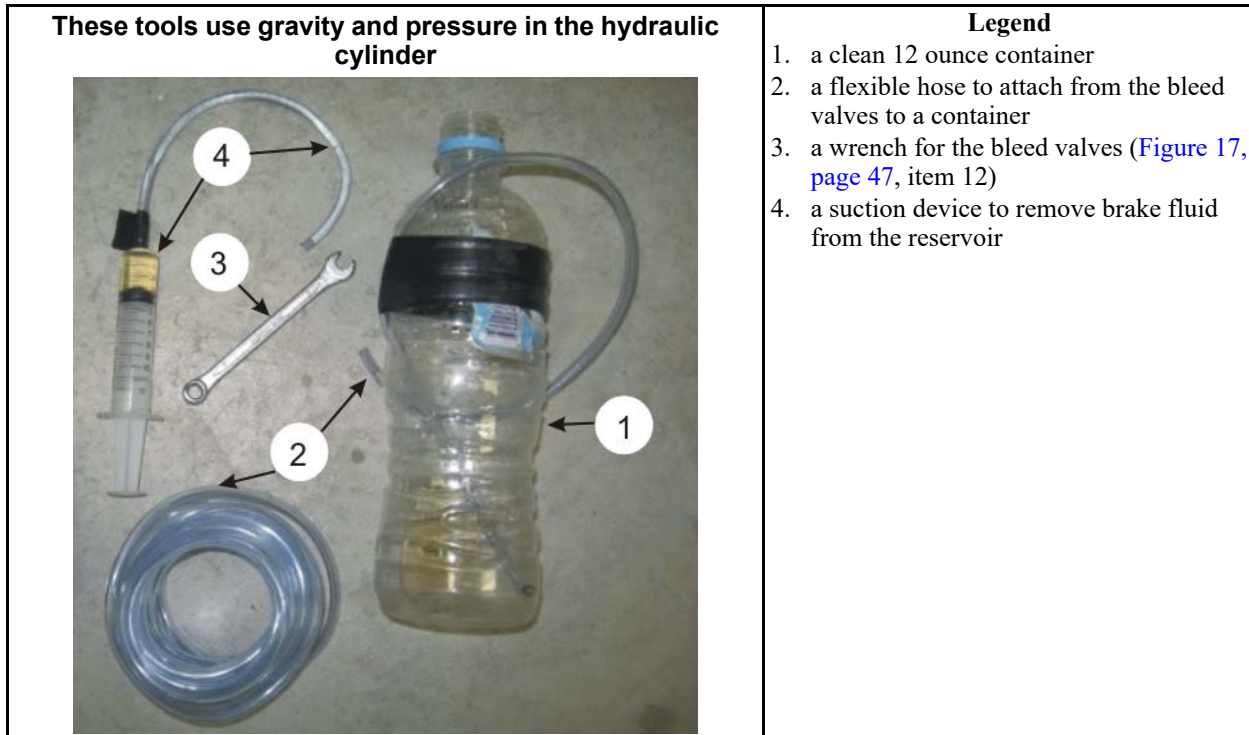 These tools use gravity and pressure in the hydraulic
cylinder
4
3
2
1
Legend
1. a clean 12 ounce container
2. a flexible hose to attach from the bleed
valves to a container
3. a wrench for the bleed valves (Figure 17,
page 47, item 12)
4. a suction device to remove brake fluid
from the reservoir